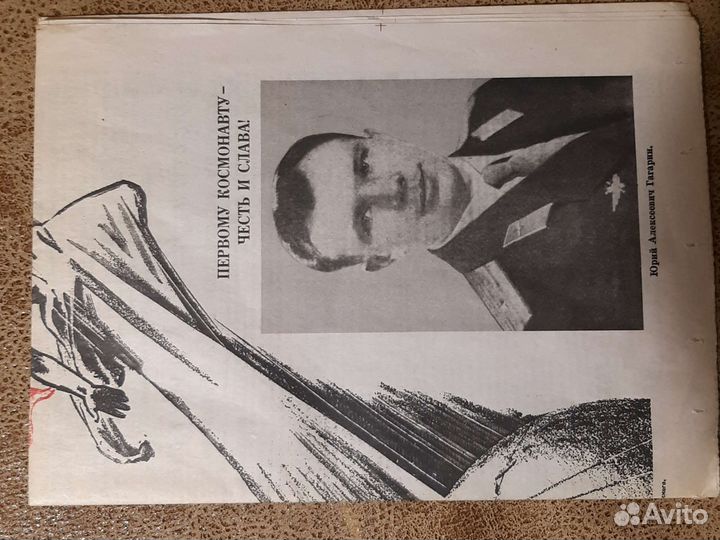 ПЕРВОМУ КОСМОНАВТУ –
ЧЕСТЬ И СЛАВА!
Юрий Алексеевич Гагарин.
Avito